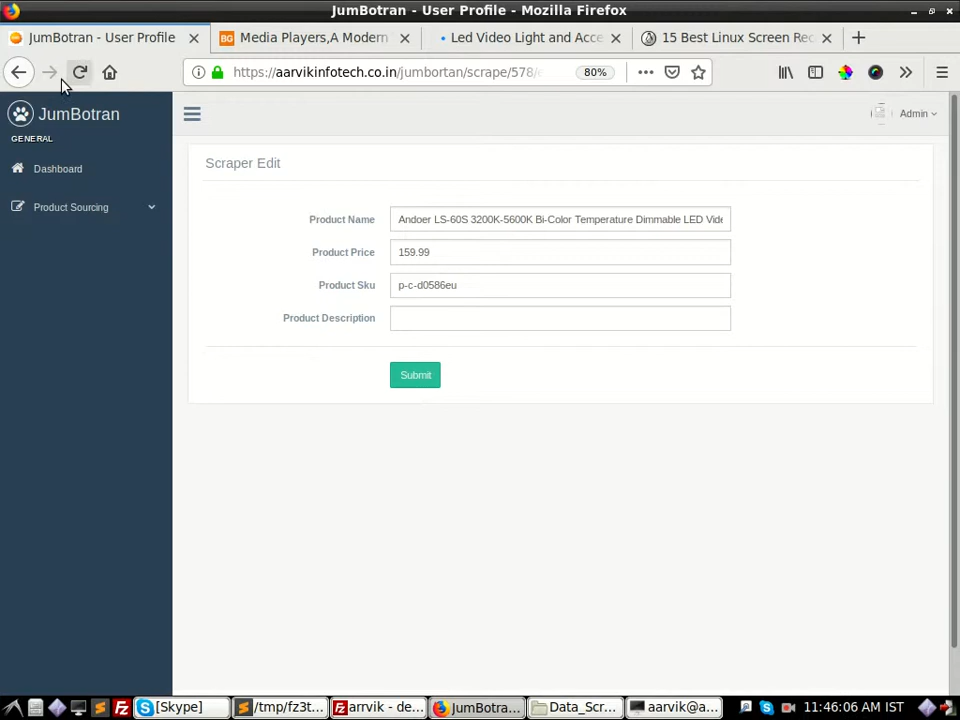 JumBotran - User Profile - Mozilla Firefox
JumBotran - User Profile
BG Media Players,A Modern
Led Video Light and Acce
15 Best Linux Screen Rec
https://aarvikinfotech.co.in/jumbortan/scrape/578/
80%
JumBotran
Admin
GENERAL
Dashboard
Product Sourcing
Scraper Edit
Product Name
Andoer LS-60S 3200K-5600K Bi-Color Temperature Dimmable LED Vide
Product Price
159.99
Product Sku
p-c-d0586eu
Product Description
Submit
[Skype]
/tmp/fz3t...
arrvik - de...
JumBotra...
Data_Scr...
aarvik@a...
11:46:06 AM IST